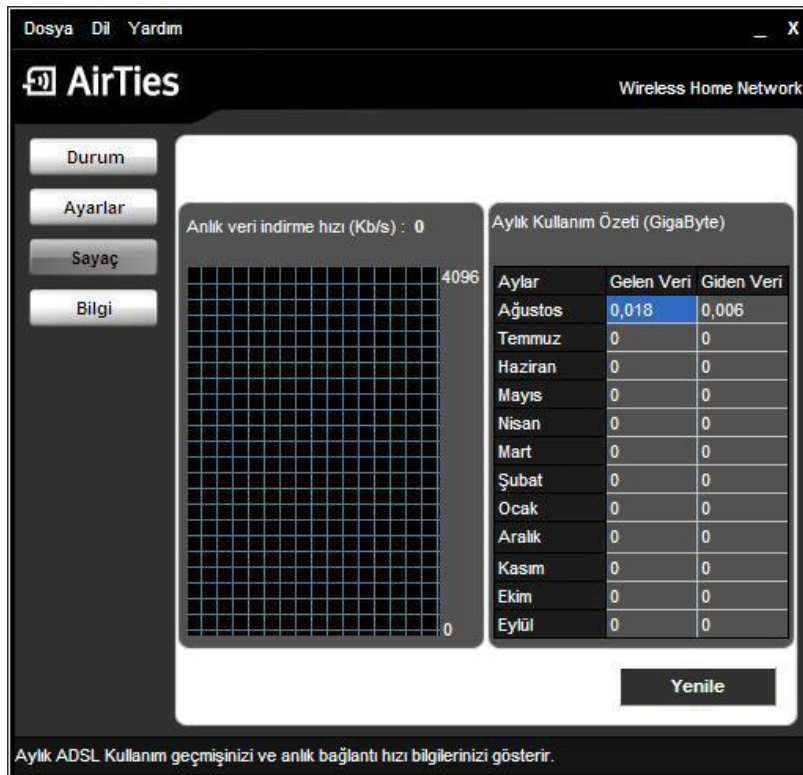 Dosya Dil Yardım _ X
AirTies
Wireless Home Network
Durum
Ayarlar
Sayaç
Bilgi
Anlık veri indirme hızı (Kb/s) : 0
4096
0
Aylık Kullanım Özeti (GigaByte)
Aylar Gelen Veri Giden Veri
Ağustos 0,018 0,006
Temmuz 0 0
Haziran 0 0
Mayıs 0 0
Nisan 0 0
Mart 0 0
Şubat 0 0
Ocak 0 0
Aralık 0 0
Kasım 0 0
Ekim 0 0
Eylül 0 0
Yenile
Aylık ADSL Kullanım geçmişinizi ve anlık bağlantı hızı bilgilerinizi gösterir.